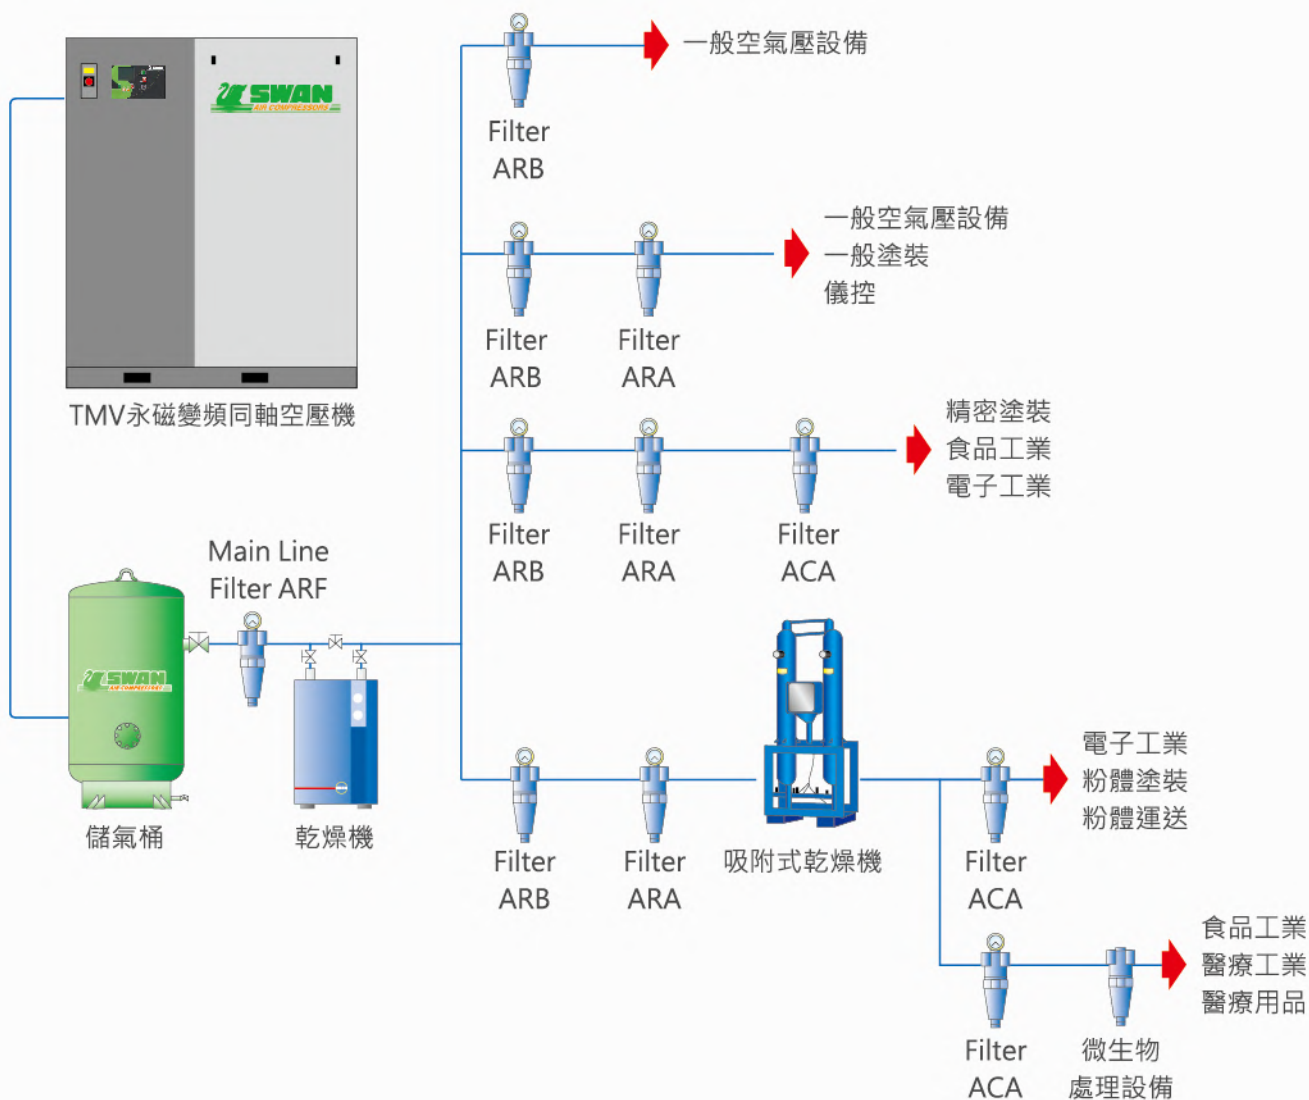 SWAN
AIR COMPRESSORS
TMV永磁變頻同軸空壓機
Filter
ARB
一般空氣壓設備
Filter
ARB
Filter
ARA
一般空氣壓設備
一般塗裝
儀控
Filter
ARB
Filter
ARA
Filter
ACA
精密塗裝
食品工業
電子工業
Main Line
Filter ARF
SWAN
AIR COMPRESSORS
儲氣桶
乾燥機
Filter
ARB
Filter
ARA
吸附式乾燥機
Filter
ACA
電子工業
粉體塗裝
粉體運送
Filter
ACA
微生物
處理設備
食品工業
醫療工業
醫療用品